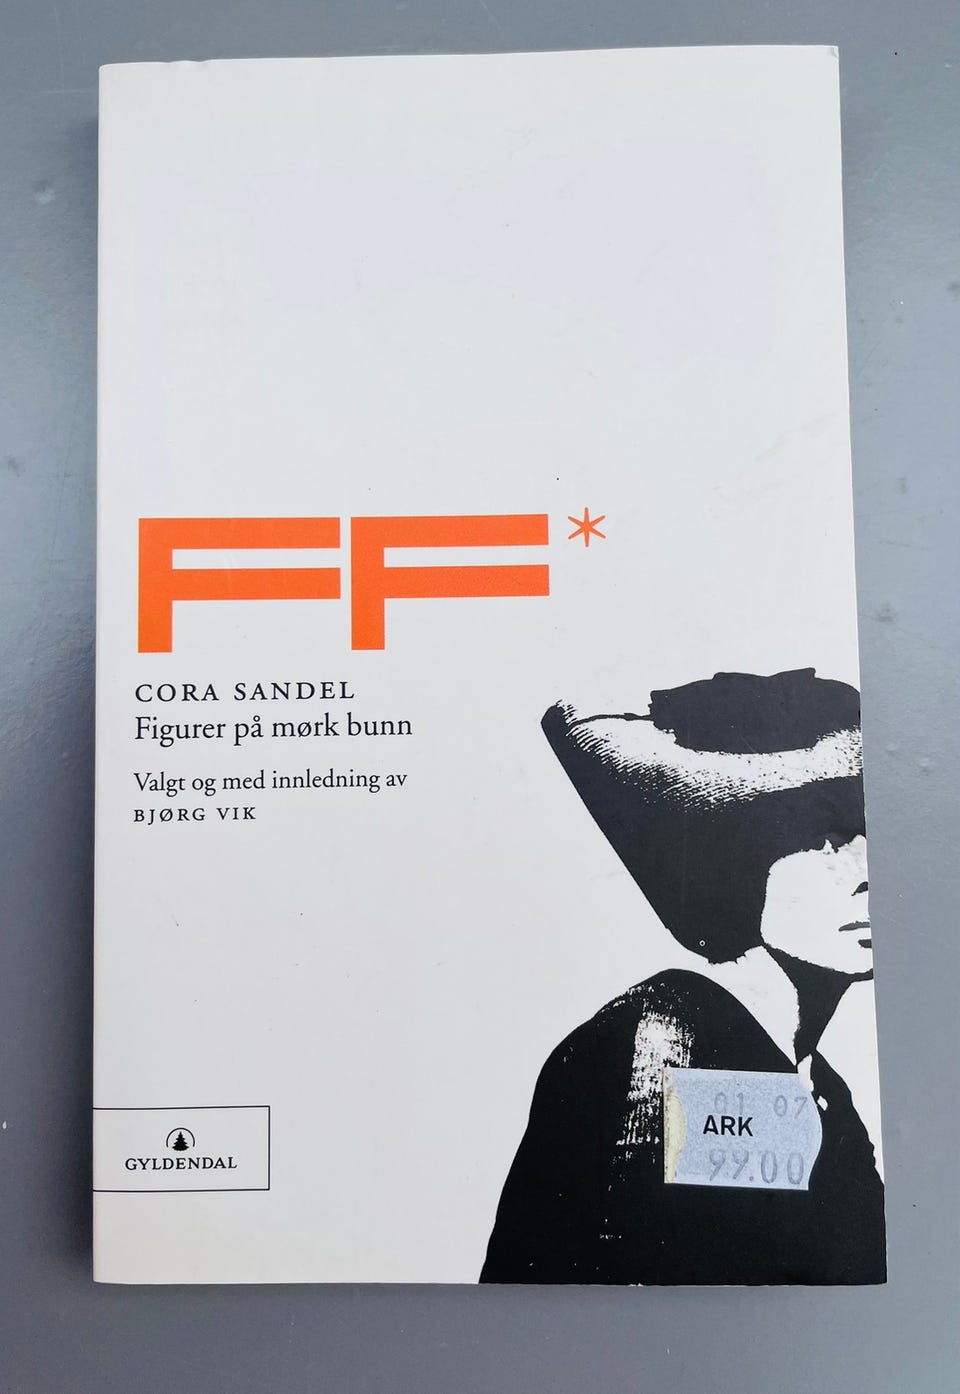 FF*
CORA SANDEL
Figurer på mørk bunn
Valgt og med innledning av
BJØRG VIK
GYLDENDAL
01 07
ARK
99.00